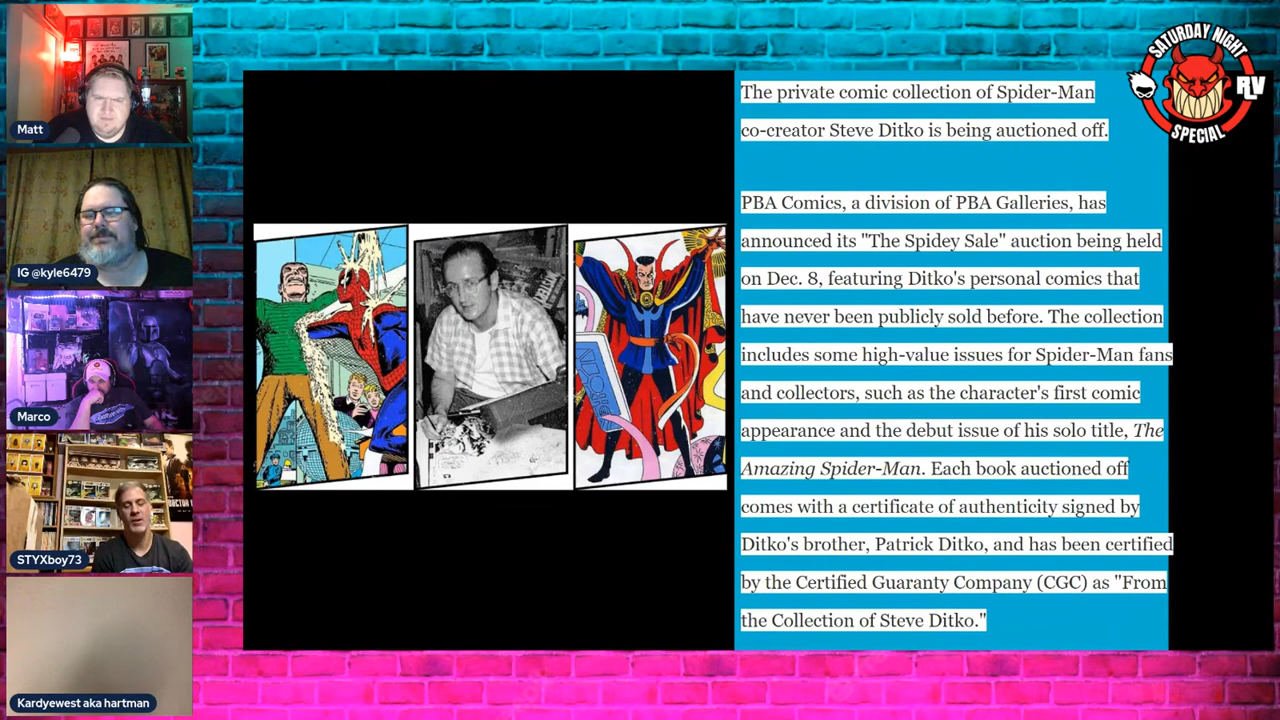 Matt
IG @kyle6479
Marco
STYXboy73
Kardyewest aka hartman
The private comic collection of Spider-Man
co-creator Steve Ditko is being auctioned off.
PBA Comics, a division of PBA Galleries, has
announced its "The Spidey Sale" auction being held
on Dec. 8, featuring Ditko's personal comics that
have never been publicly sold before. The collection
includes some high-value issues for Spider-Man fans
and collectors, such as the character's first comic
appearance and the debut issue of his solo title, The
Amazing Spider-Man. Each book auctioned off
comes with a certificate of authenticity signed by
Ditko's brother, Patrick Ditko, and has been certified
by the Certified Guaranty Company (CGC) as "From
the Collection of Steve Ditko."
SATURDAY NIGHT
RV
SPECIAL